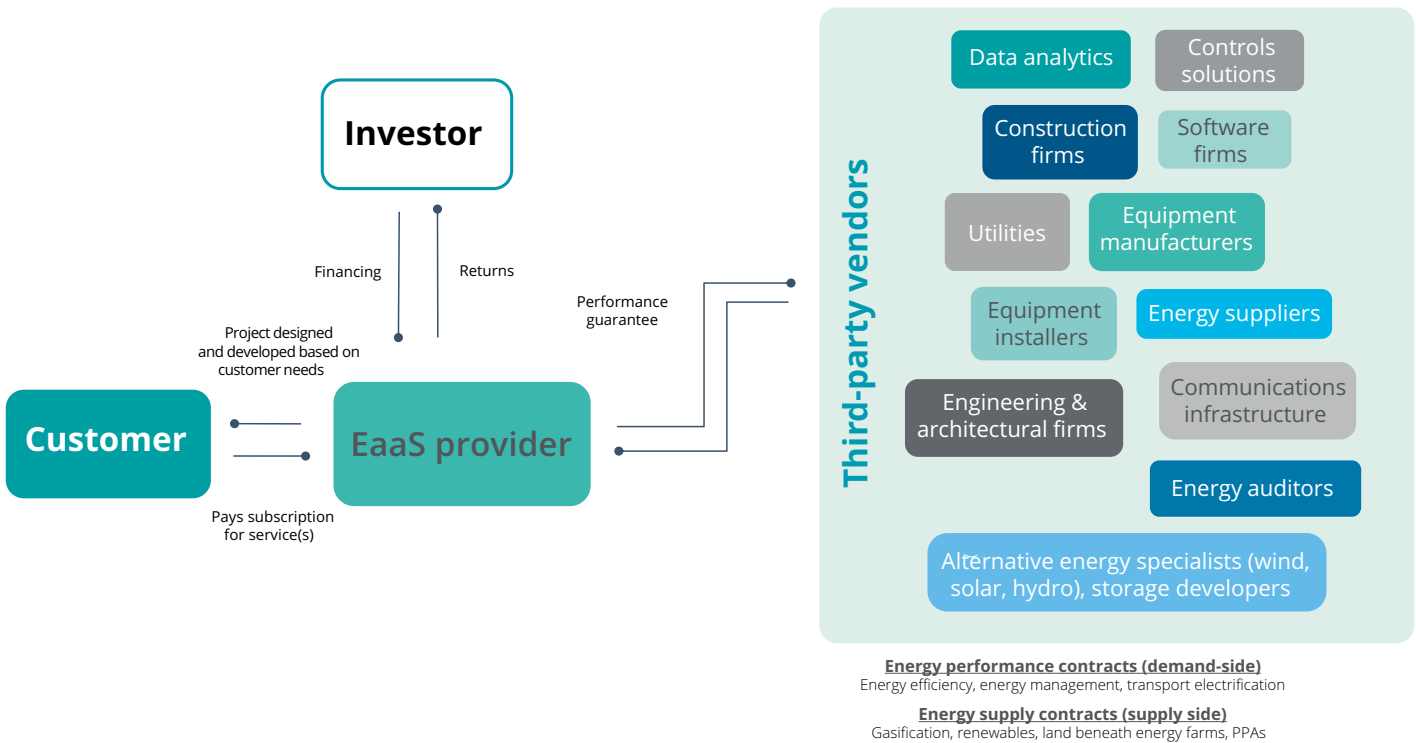 Investor
Financing
Returns
Project designed
and developed based on
customer needs
Performance
guarantee
Customer
EaaS provider
Pays subscription
for service(s)
Third-party vendors
Data analytics
Controls
solutions
Construction
firms
Software
firms
Utilities
Equipment
manufacturers
Equipment
installers
Energy suppliers
Engineering &
architectural firms
Communications
infrastructure
Energy auditors
Alternative energy specialists (wind,
solar, hydro), storage developers
Energy performance contracts (demand-side)
Energy efficiency, energy management, transport electrification
Energy supply contracts (supply side)
Gasification, renewables, land beneath energy farms, PPAs